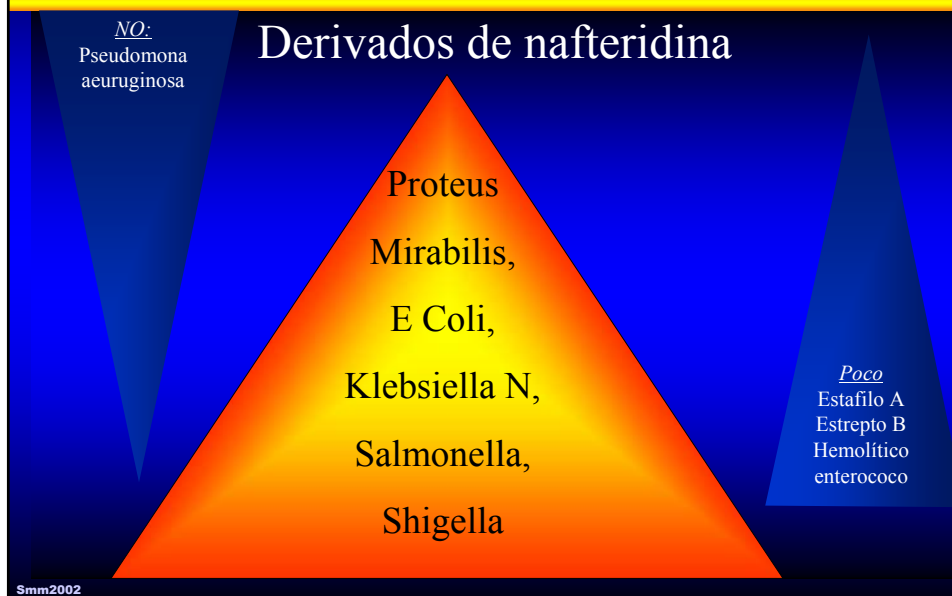 Derivados de nafteridina
NO:
Pseudomona
aeuruginosa
Proteus
Mirabilis,
E Coli,
Klebsiella N,
Salmonella,
Shigella
Poco
Estafilo A
Estrepto B
Hemolítico
enterococo
Smm2002